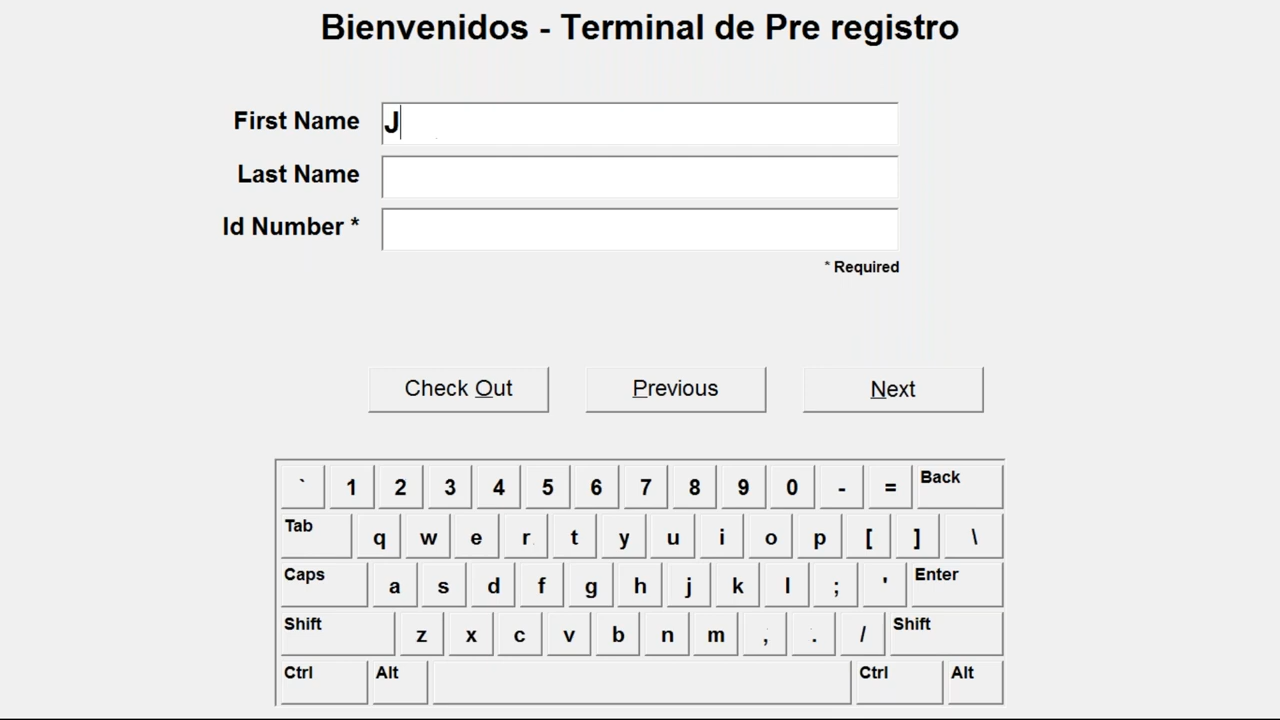 Bienvenidos - Terminal de Pre registro
First Name J
Last Name
Id Number *
* Required
Check Out Previous Next
` 1 2 3 4 5 6 7 8 9 0 - = Back
Tab q w e r t y u i o p [ ] \
Caps a s d f g h j k l ; ' Enter
Shift z x c v b n m , . / Shift
Ctrl Alt Ctrl Alt